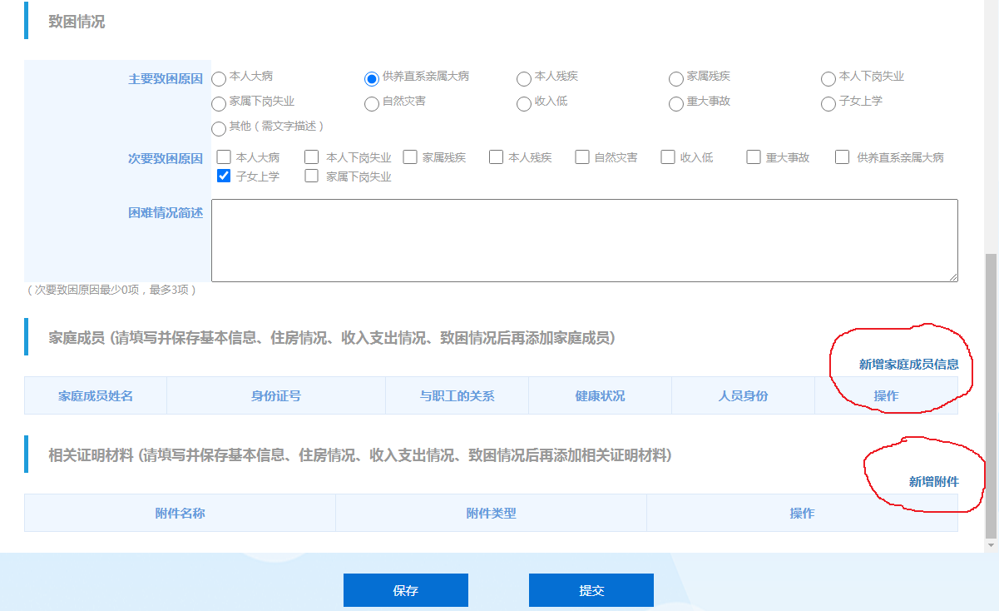 致困情况
主要致困原因 本人大病 供养直系亲属大病 本人残疾 家属残疾 本人下岗失业
家属下岗失业 自然灾害 收入低 重大事故 子女上学
其他（需文字描述）
次要致困原因 本人大病 本人下岗失业 家属残疾 本人残疾 自然灾害 收入低 重大事故 供养直系亲属大病
子女上学 家属下岗失业
困难情况简述
（次要致困原因最少0项，最多3项）
家庭成员 (请填写并保存基本信息、住房情况、收入支出情况、致困情况后再添加家庭成员)
新增家庭成员信息
家庭成员姓名 身份证号 与职工的关系 健康状况 人员身份 操作
相关证明材料 (请填写并保存基本信息、住房情况、收入支出情况、致困情况后再添加相关证明材料)
新增附件
附件名称 附件类型 操作
保存 提交